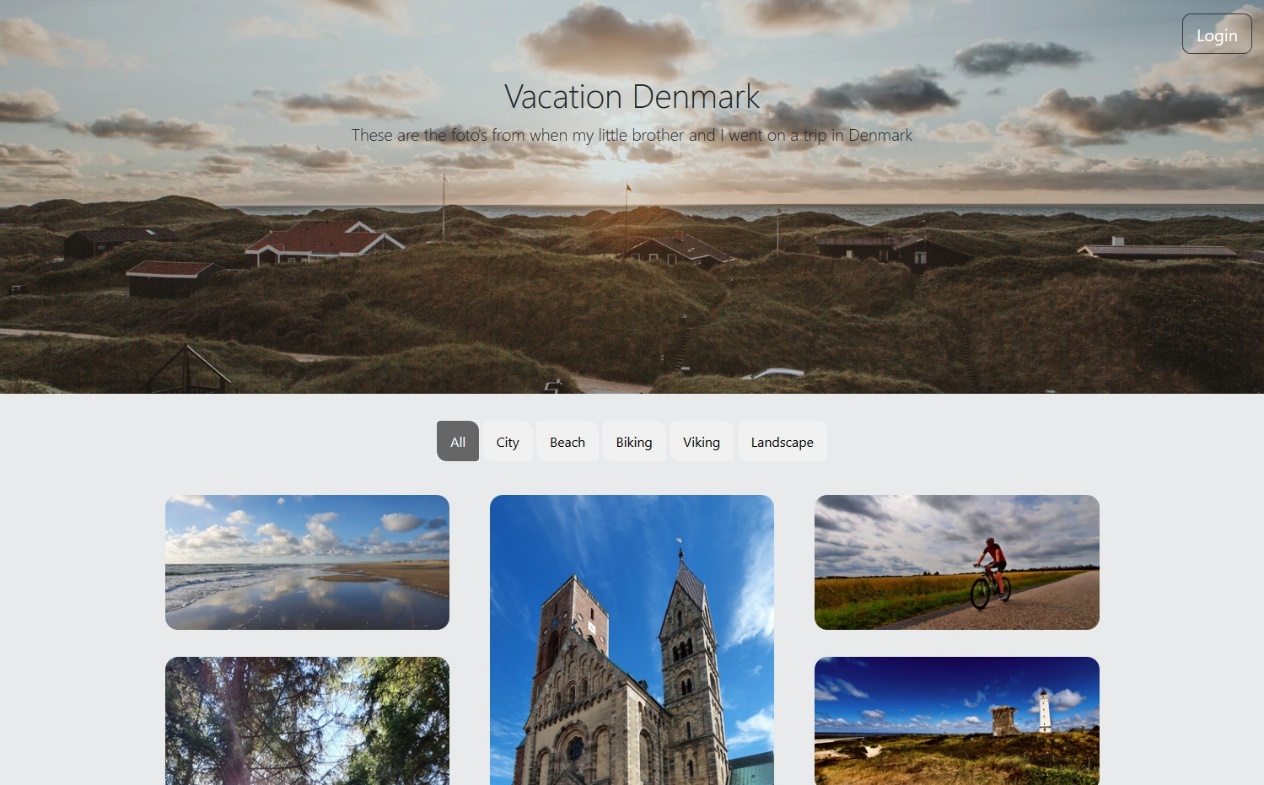 Login
Vacation Denmark
These are the foto's from when my little brother and I went on a trip in Denmark
All City Beach Biking Viking Landscape